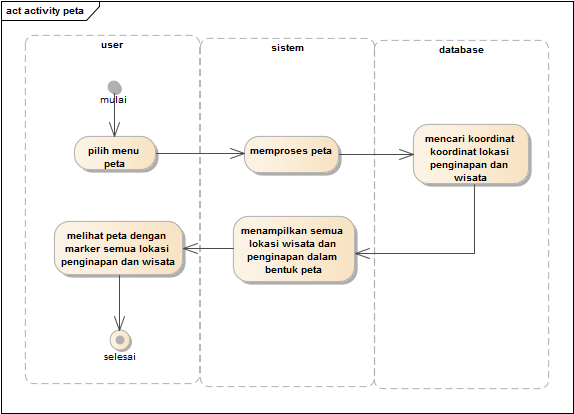 act activity peta
user
sistem
database
mulai
pilih menu
peta
memproses peta
mencari koordinat
koordinat lokasi
penginapan dan
wisata
melihat peta dengan
marker semua lokasi
penginapan dan wisata
menampilkan semua
lokasi wisata dan
penginapan dalam
bentuk peta
selesai